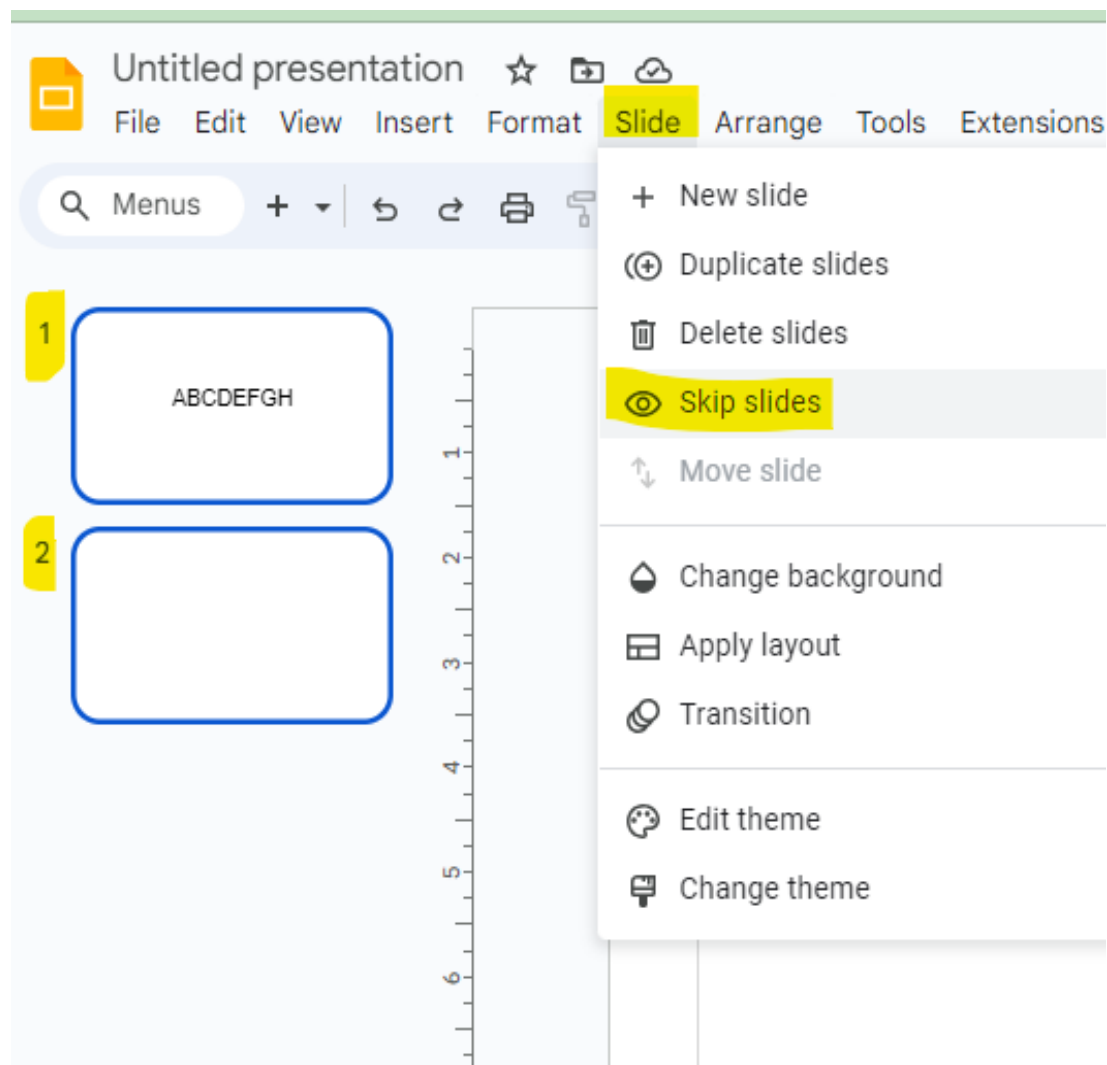 Untitled presentation
File Edit View Insert Format Slide Arrange Tools Extensions
Menus
New slide
Duplicate slides
Delete slides
Skip slides
Move slide
Change background
Apply layout
Transition
Edit theme
Change theme
1
ABCDEFGH
2
1
2
3
4
5
6